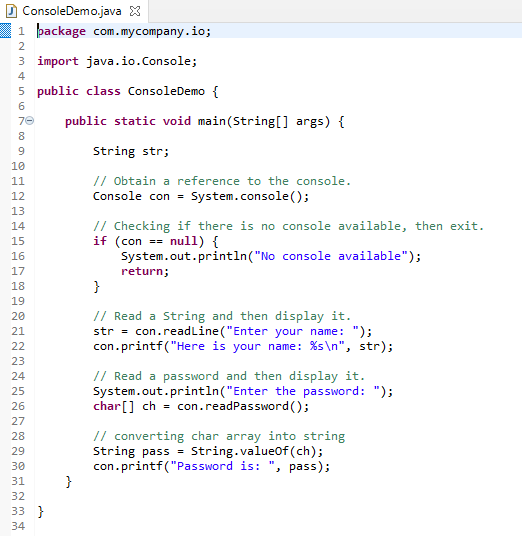 ConsoleDemo.java
1 package com.mycompany.io;
2
3 import java.io.Console;
4
5 public class ConsoleDemo {
6
7 public static void main(String[] args) {
8
9 String str;
10
11 // Obtain a reference to the console.
12 Console con = System.console();
13
14 // Checking if there is no console available, then exit.
15 if (con == null) {
16 System.out.println("No console available");
17 return;
18 }
19
20 // Read a String and then display it.
21 str = con.readLine("Enter your name: ");
22 con.printf("Here is your name: %s\n", str);
23
24 // Read a password and then display it.
25 System.out.println("Enter the password: ");
26 char[] ch = con.readPassword();
27
28 // converting char array into string
29 String pass = String.valueOf(ch);
30 con.printf("Password is: ", pass);
31 }
32
33 }
34